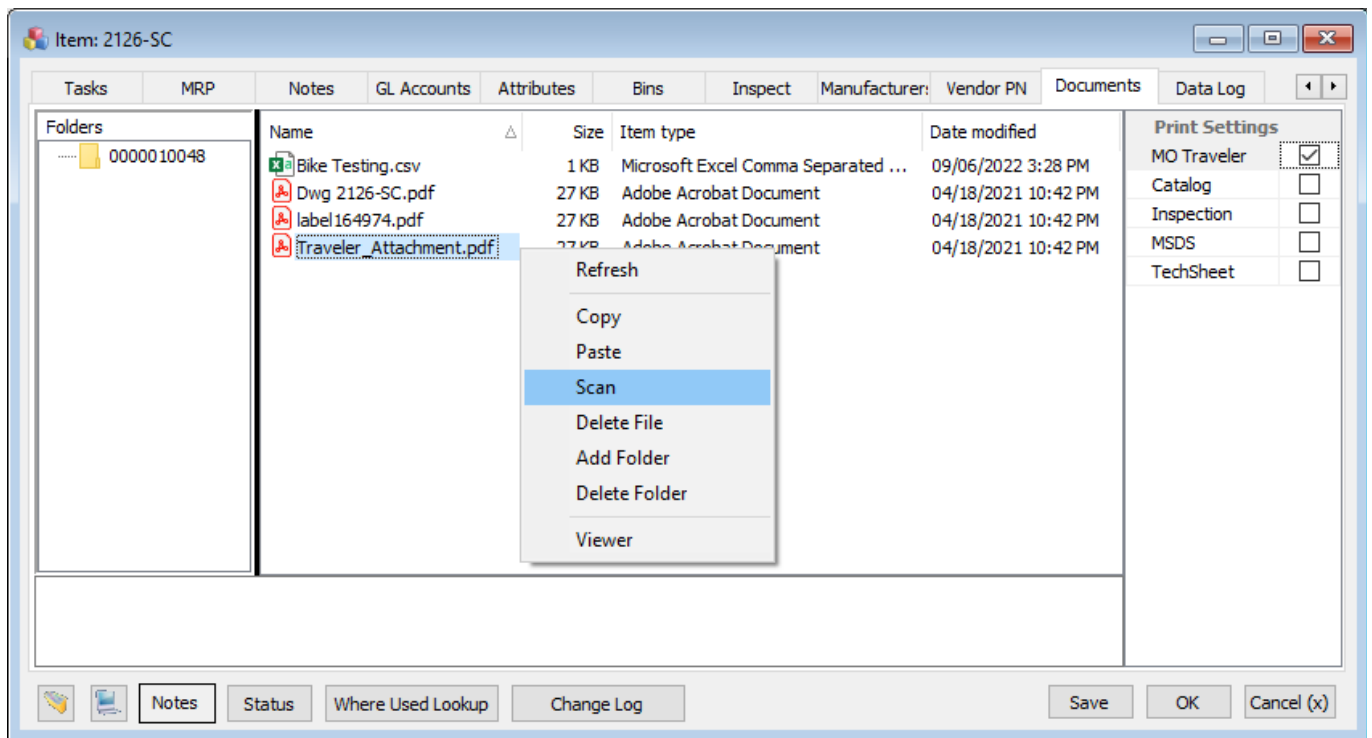 Item: 2126-SC
Tasks MRP Notes GL Accounts Attributes Bins Inspect Manufacturer: Vendor PN Documents Data Log
Folders
0000010048
Name Size Item type Date modified
Bike Testing.csv 1 KB Microsoft Excel Comma Separated ... 09/06/2022 3:28 PM
Dwg 2126-SC.pdf 27 KB Adobe Acrobat Document 04/18/2021 10:42 PM
label164974.pdf 27 KB Adobe Acrobat Document 04/18/2021 10:42 PM
Traveler_Attachment.pdf 27 KB Adobe Acrobat Document 04/18/2021 10:42 PM
Refresh
Copy
Paste
Scan
Delete File
Add Folder
Delete Folder
Viewer
Print Settings
MO Traveler
Catalog
Inspection
MSDS
TechSheet
Notes Status Where Used Lookup Change Log Save OK Cancel (x)